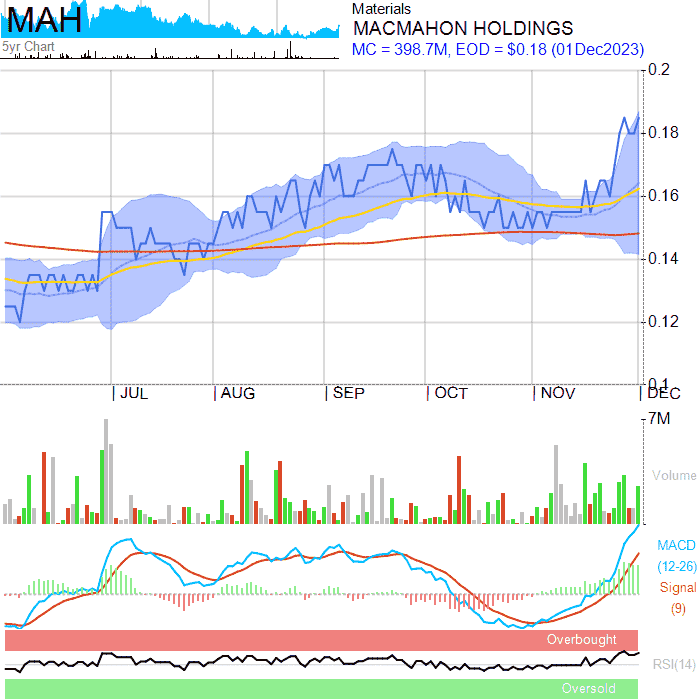 MAH
5yr Chart
Materials
MACMAHON HOLDINGS
MC = 398.7M, EOD = $0.18 (01Dec2023)
0.2
0.18
0.16
0.14
0.12
0.1
JUL AUG SEP OCT NOV DEC
7M
Volume
MACD
(12-26)
Signal
(9)
Overbought
RSI(14)
Oversold